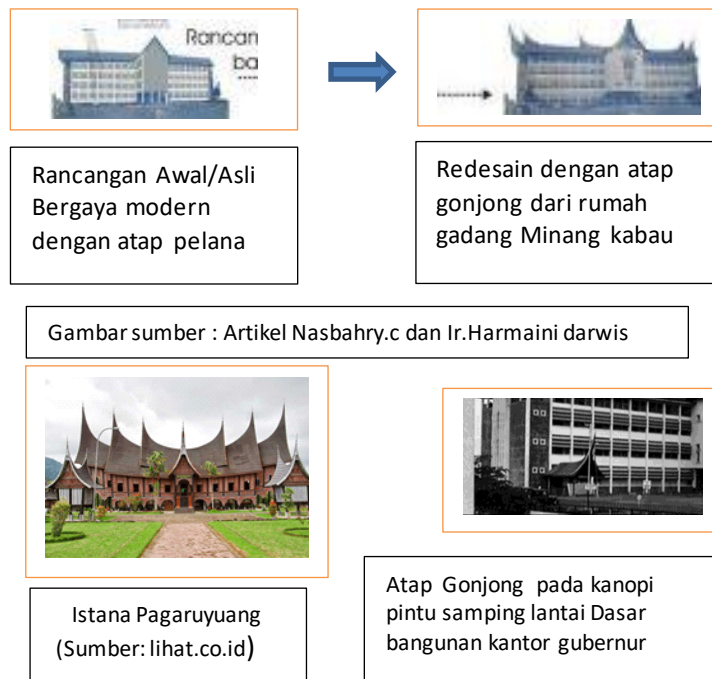 Rancan
ba
Rancangan Awal/Asli
Bergaya modern
dengan atap pelana
Redesain dengan atap
gonjong dari rumah
gadang Minang kabau
Gambar sumber : Artikel Nasbahry.c dan Ir.Harmaini darwis
Istana Pagaruyuang
(Sumber: lihat.co.id)
Atap Gonjong pada kanopi
pintu samping lantai Dasar
bangunan kantor gubernur